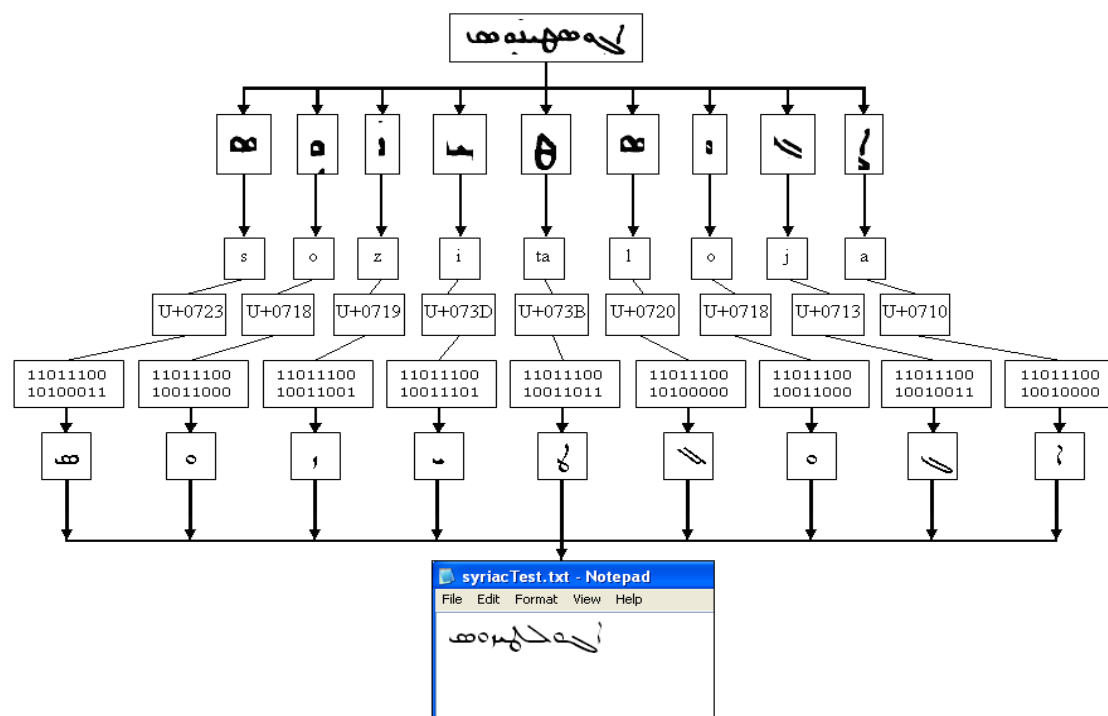 s o z i ta l o j a
U+0723 U+0718 U+0719 U+073D U+073B U+0720 U+0718 U+0713 U+0710
11011100 11011100 11011100 11011100 11011100 11011100 11011100 11011100 11011100
10100011 10011000 10011001 10011101 10011011 10100000 10011000 10010011 10010000
syriacTest.txt - Notepad
File Edit Format View Help